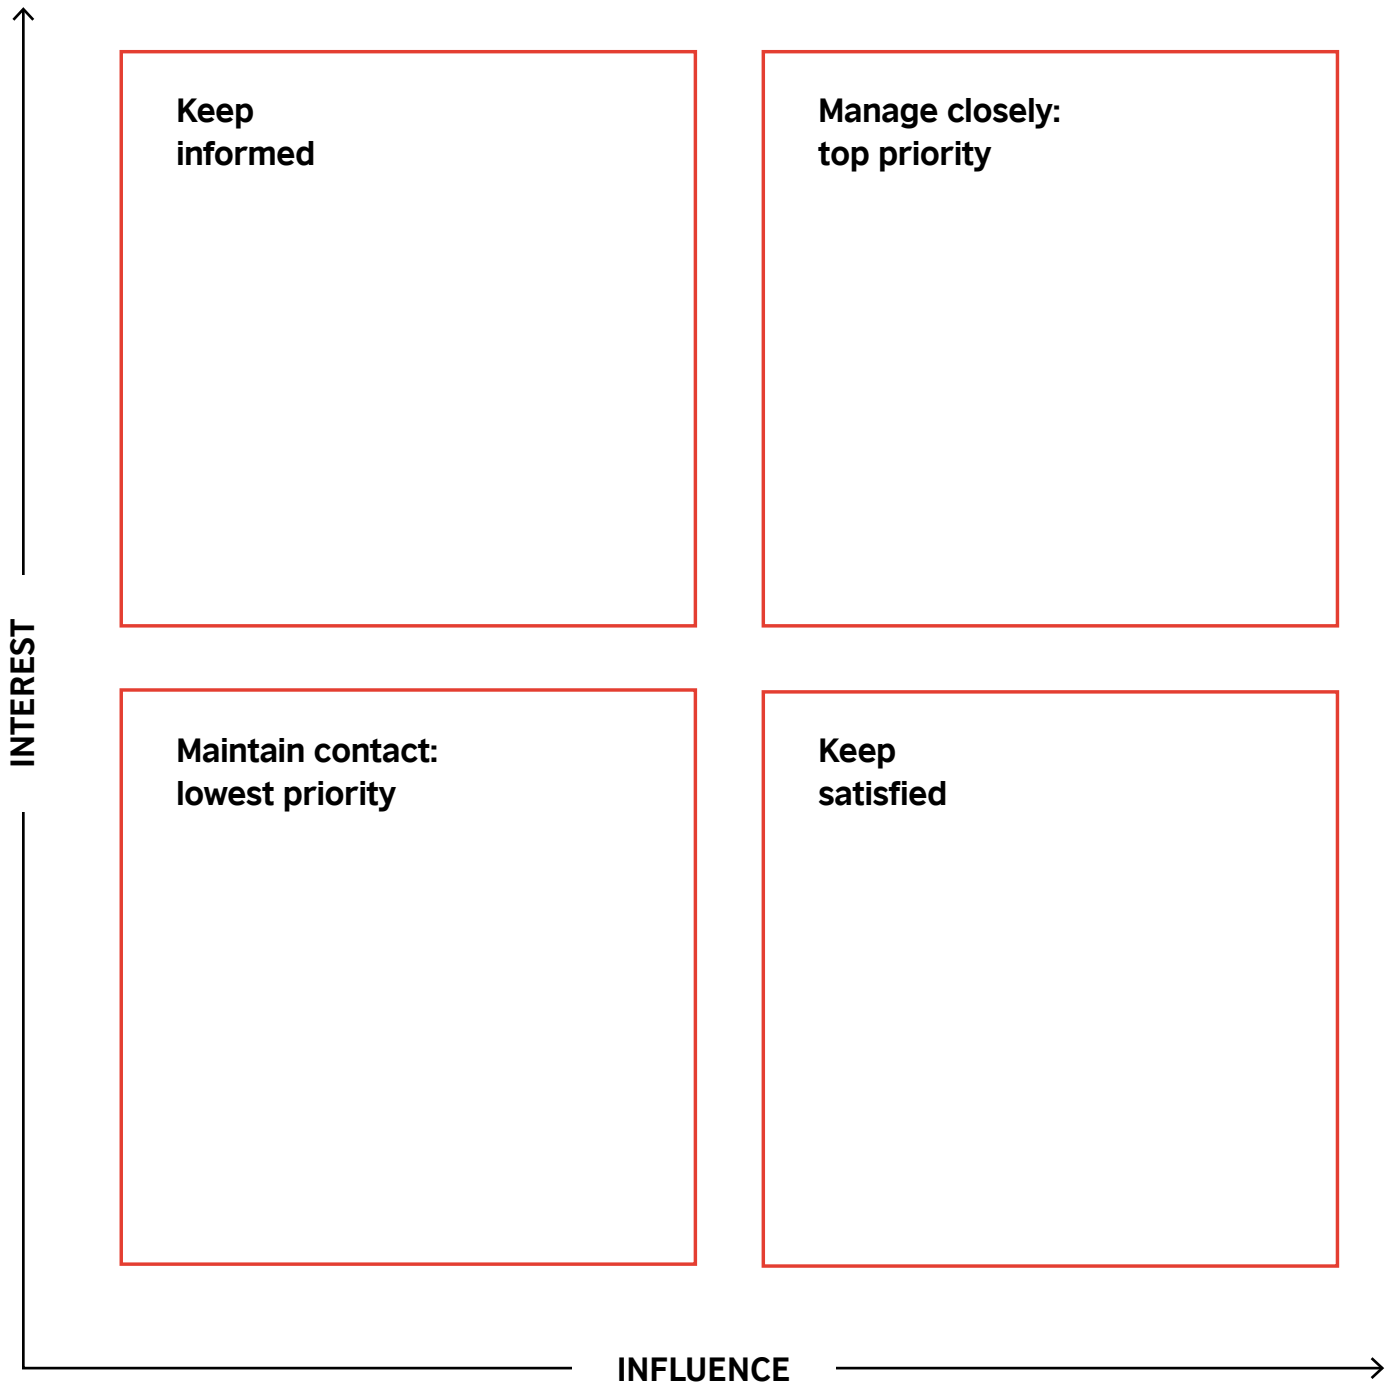 Keep
informed
Manage closely:
top priority
INTEREST
Maintain contact:
lowest priority
Keep
satisfied
INFLUENCE